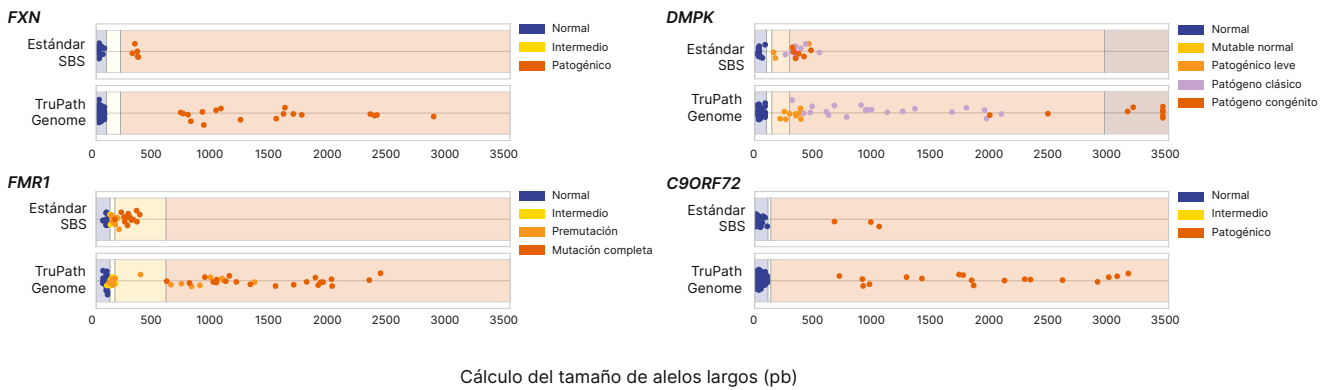 FXN
Estándar
SBS
TruPath
Genome
0 500 1000 1500 2000 2500 3000 3500
Normal
Intermedio
Patogénico
DMPK
Estándar
SBS
TruPath
Genome
0 500 1000 1500 2000 2500 3000 3500
Normal
Mutable normal
Patogénico leve
Patógeno clásico
Patógeno congénito
FMR1
Estándar
SBS
TruPath
Genome
0 500 1000 1500 2000 2500 3000 3500
Normal
Intermedio
Premutación
Mutación completa
C9ORF72
Estándar
SBS
TruPath
Genome
0 500 1000 1500 2000 2500 3000 3500
Normal
Intermedio
Patogénico
Cálculo del tamaño de alelos largos (pb)